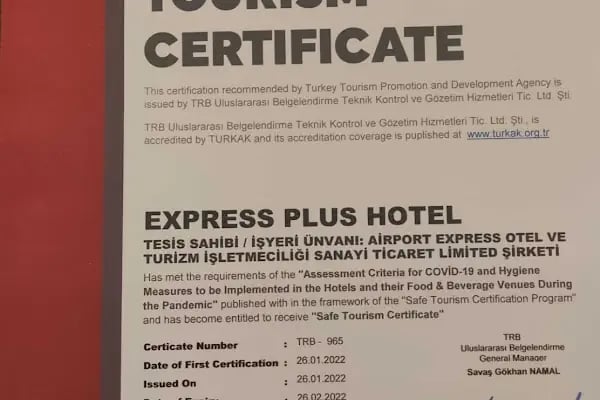 TOURISM
CERTIFICATE
This certification recommended by Turkey Tourism Promotion and Development Agency is
issued by TRB Uluslararası Belgelendirme Teknik Kontrol ve Gözetim Hizmetleri Tic. Ltd. Şti.
TRB Uluslararası Belgelendirme Teknik Kontrol ve Gözetim Hizmetleri Tic. Ltd. Şti., is
accredited by TURKAK and its accreditation coverage is puplished at www.turkak.org.tr
EXPRESS PLUS HOTEL
TESİS SAHİBİ / İŞYERİ ÜNVANI: AIRPORT EXPRESS OTEL VE
TURİZM İŞLETMECİLİĞİ SANAYİ TİCARET LİMİTED ŞİRKETİ
Has met the requirements of the "Assessment Criteria for COVİD-19 and Hygiene
Measures to be Implemented in the Hotels and their Food & Beverage Venues During
the Pandemic" published with in the framework of the "Safe Tourism Certification Program"
and has become entitled to receive "Safe Tourism Certificate"
Certicate Number : TRB - 965
Date of First Certification : 26.01.2022
Issued On : 26.01.2022
Date of Expiry : 26.02.2022
TRB
Uluslararası Belgelendirme
General Manager
Savaş Gökhan NAMAL